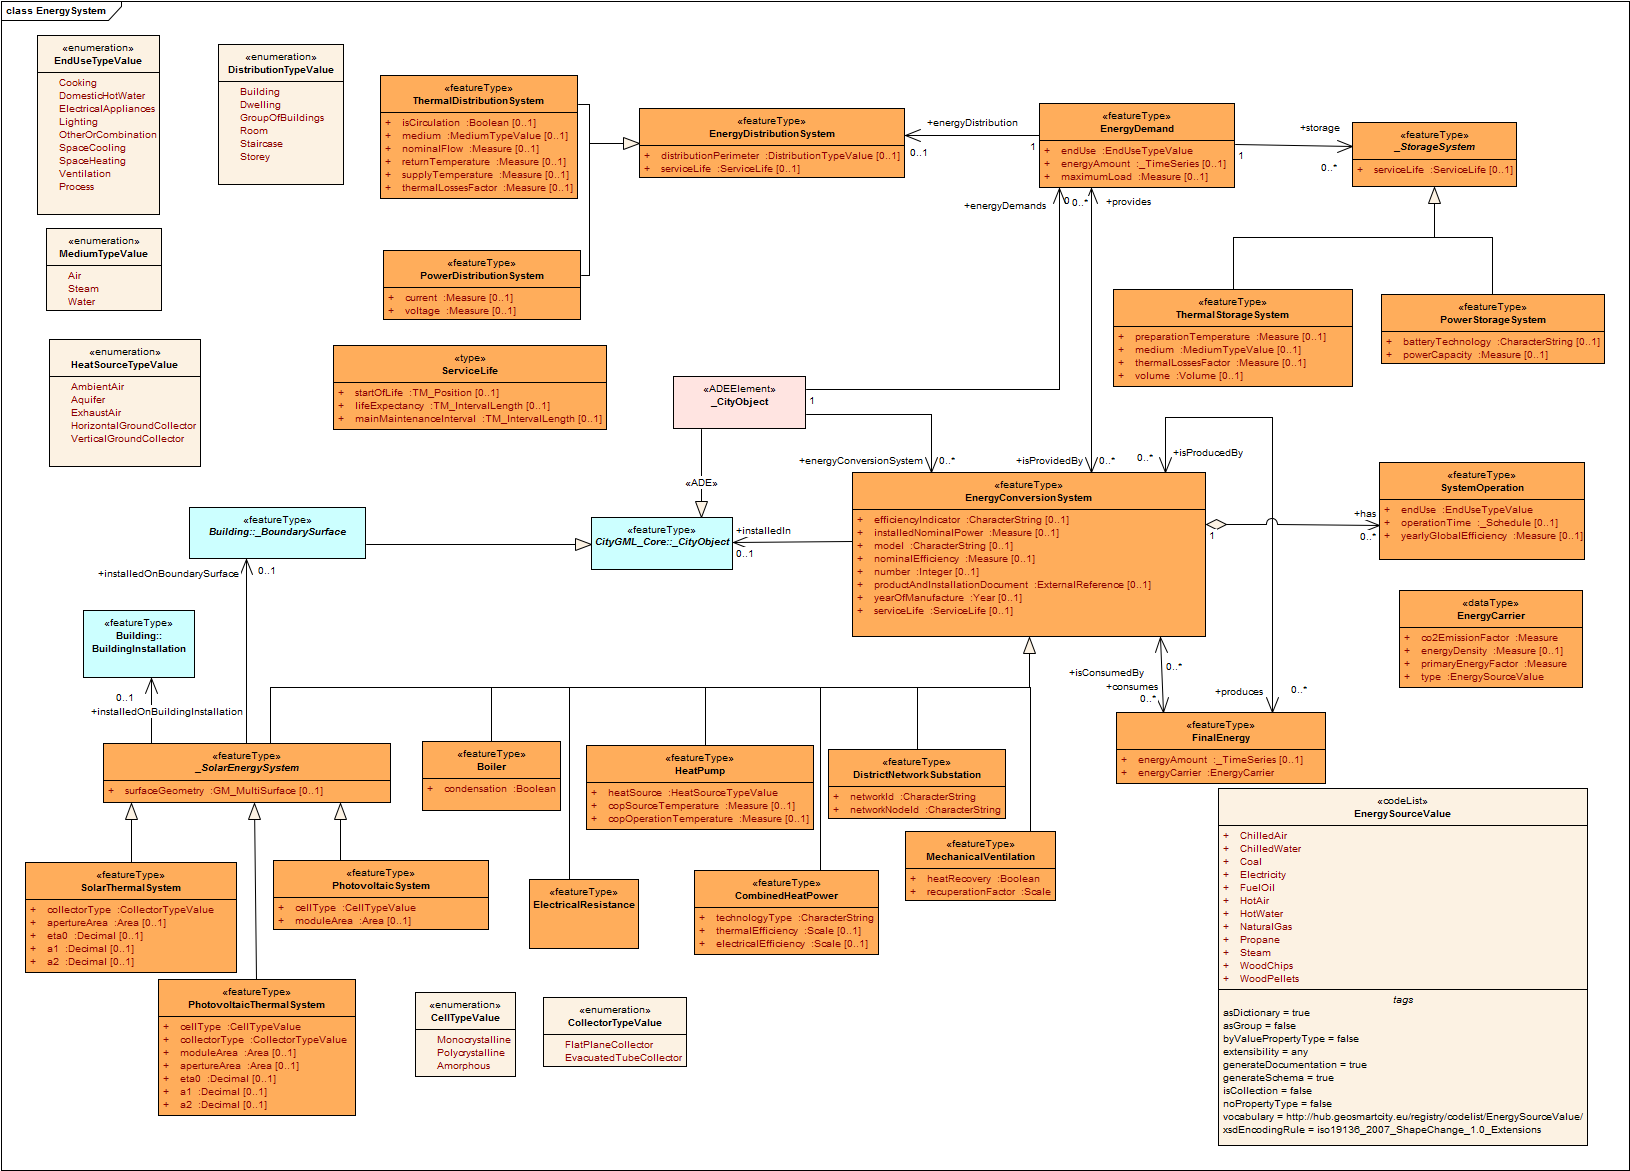 class EnergySystem
«enumeration»
EndUseTypeValue
Cooking
DomesticHotWater
ElectricalAppliances
Lighting
OtherOrCombination
SpaceCooling
SpaceHeating
Ventilation
Process
«enumeration»
DistributionTypeValue
Building
Dwelling
GroupOfBuildings
Room
Staircase
Storey
«enumeration»
MediumTypeValue
Air
Steam
Water
«enumeration»
HeatSourceTypeValue
AmbientAir
Aquifer
ExhaustAir
HorizontalGroundCollector
VerticalGroundCollector
«featureType»
ThermalDistributionSystem
+ isCirculation :Boolean [0..1]
+ medium :MediumTypeValue [0..1]
+ nominalFlow :Measure [0..1]
+ returnTemperature :Measure [0..1]
+ supplyTemperature :Measure [0..1]
+ thermalLossesFactor :Measure [0..1]
«featureType»
PowerDistributionSystem
+ current :Measure [0..1]
+ voltage :Measure [0..1]
«type»
ServiceLife
+ startOfLife :TM_Position [0..1]
+ lifeExpectancy :TM_IntervalLength [0..1]
+ mainMaintenanceInterval :TM_IntervalLength [0..1]
«featureType»
EnergyDistributionSystem
+ distributionPerimeter :DistributionTypeValue [0..1]
+ serviceLife :ServiceLife [0..1]
+energyDistribution
0..1
1
«featureType»
EnergyDemand
+ endUse :EndUseTypeValue
+ energyAmount :_TimeSeries [0..1]
+ maximumLoad :Measure [0..1]
+storage
1
0..*
«featureType»
_StorageSystem
+ serviceLife :ServiceLife [0..1]
+energyDemands
0
0..*
+provides
«featureType»
ThermalStorageSystem
+ preparationTemperature :Measure [0..1]
+ medium :MediumTypeValue [0..1]
+ thermalLossesFactor :Measure [0..1]
+ volume :Volume [0..1]
«featureType»
PowerStorageSystem
+ batteryTechnology :CharacterString [0..1]
+ powerCapacity :Measure [0..1]
«ADEElement»
_CityObject
1
+energyConversionSystem
0..*
+isProvidedBy
0..*
0..*
+isProducedBy
«ADE»
«featureType»
Building::_BoundarySurface
«featureType»
CityGML_Core::_CityObject
+installedIn
0..1
«featureType»
EnergyConversionSystem
+ efficiencyIndicator :CharacterString [0..1]
+ installedNominalPower :Measure [0..1]
+ model :CharacterString [0..1]
+ nominalEfficiency :Measure [0..1]
+ number :Integer [0..1]
+ productAndInstallationDocument :ExternalReference [0..1]
+ yearOfManufacture :Year [0..1]
+ serviceLife :ServiceLife [0..1]
1
+has
0..*
«featureType»
SystemOperation
+ endUse :EndUseTypeValue
+ operationTime :_Schedule [0..1]
+ yearlyGlobalEfficiency :Measure [0..1]
«dataType»
EnergyCarrier
+ co2EmissionFactor :Measure
+ energyDensity :Measure [0..1]
+ primaryEnergyFactor :Measure
+ type :EnergySourceValue
+installedOnBoundarySurface
0..1
«featureType»
Building::
BuildingInstallation
0..1
+installedOnBuildingInstallation
+isConsumedBy
0..*
+consumes
0..*
+produces
0..*
«featureType»
FinalEnergy
+ energyAmount :_TimeSeries [0..1]
+ energyCarrier :EnergyCarrier
«featureType»
_SolarEnergySystem
+ surfaceGeometry :GM_MultiSurface [0..1]
«featureType»
Boiler
+ condensation :Boolean
«featureType»
HeatPump
+ heatSource :HeatSourceTypeValue
+ copSourceTemperature :Measure [0..1]
+ copOperationTemperature :Measure [0..1]
«featureType»
DistrictNetworkSubstation
+ networkId :CharacterString
+ networkNodeId :CharacterString
«featureType»
MechanicalVentilation
+ heatRecovery :Boolean
+ recuperationFactor :Scale
«featureType»
SolarThermalSystem
+ collectorType :CollectorTypeValue
+ apertureArea :Area [0..1]
+ eta0 :Decimal [0..1]
+ a1 :Decimal [0..1]
+ a2 :Decimal [0..1]
«featureType»
PhotovoltaicSystem
+ cellType :CellTypeValue
+ moduleArea :Area [0..1]
«featureType»
ElectricalResistance
«featureType»
CombinedHeatPower
+ technologyType :CharacterString
+ thermalEfficiency :Scale [0..1]
+ electricalEfficiency :Scale [0..1]
«featureType»
PhotovoltaicThermalSystem
+ cellType :CellTypeValue
+ collectorType :CollectorTypeValue
+ moduleArea :Area [0..1]
+ apertureArea :Area [0..1]
+ eta0 :Decimal [0..1]
+ a1 :Decimal [0..1]
+ a2 :Decimal [0..1]
«enumeration»
CellTypeValue
Monocrystalline
Polycrystalline
Amorphous
«enumeration»
CollectorTypeValue
FlatPlaneCollector
EvacuatedTubeCollector
«codeList»
EnergySourceValue
+ ChilledAir
+ ChilledWater
+ Coal
+ Electricity
+ FuelOil
+ HotAir
+ HotWater
+ NaturalGas
+ Propane
+ Steam
+ WoodChips
+ WoodPellets
tags
asDictionary = true
asGroup = false
byValuePropertyType = false
extensibility = any
generateDocumentation = true
generateSchema = true
isCollection = false
noPropertyType = false
vocabulary = http://hub.geosmartcity.eu/registry/codelist/EnergySourceValue/
xsdEncodingRule = iso19136_2007_ShapeChange_1.0_Extensions